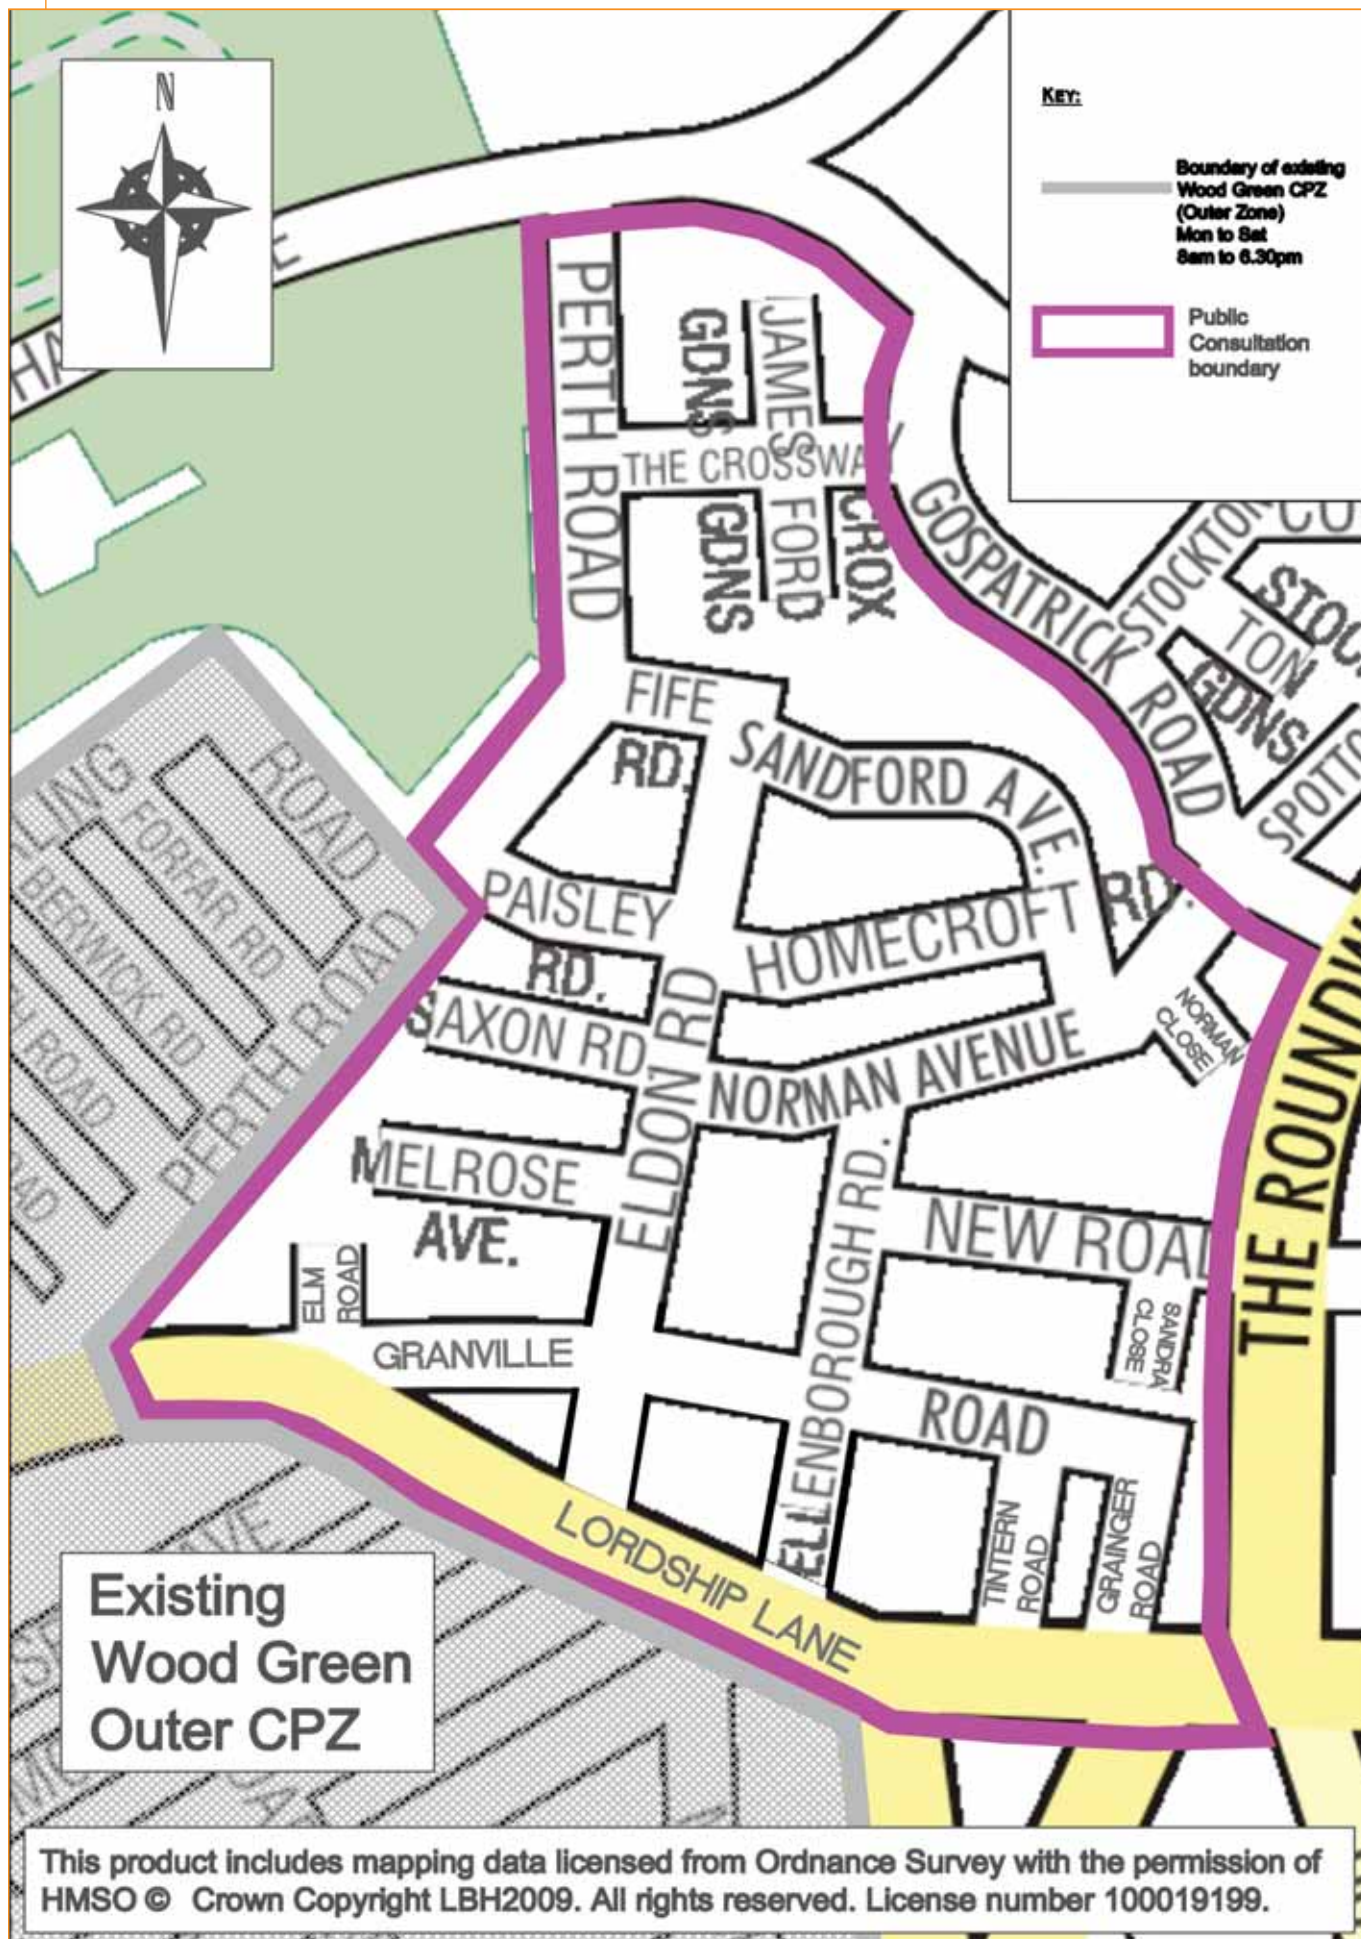 N
KEY:
Boundary of existing
Wood Green CPZ
(Outer Zone)
Mon to Sat
8am to 6.30pm
Public
Consultation
boundary
PERTH ROAD
GDNS
JAMES
THE CROSSWAY
GDNS
FORD
CROX
GOSPATRICK ROAD
STOCKTON
TON
GDNS
FIFE
RD.
SANDFORD AVE.
ROAD
FORFAR RD
BERWICK RD
PERTH ROAD
ROAD
PAISLEY
RD.
HOMECROFT RD.
SAXON RD
ELDON RD
NORMAN AVENUE
NORMAN
CLOSE
THE ROUNDW
MELROSE
AVE.
ELLENBOROUGH RD.
NEW ROAD
ELM
ROAD
SANDRA
CLOSE
GRANVILLE
ROAD
ELLENBOROUGH
TINTERN
ROAD
GRAINGER
ROAD
LORDSHIP LANE
AVE
Existing
Wood Green
Outer CPZ
This product includes mapping data licensed from Ordnance Survey with the permission of
HMSO © Crown Copyright LBH2009. All rights reserved. License number 100019199.